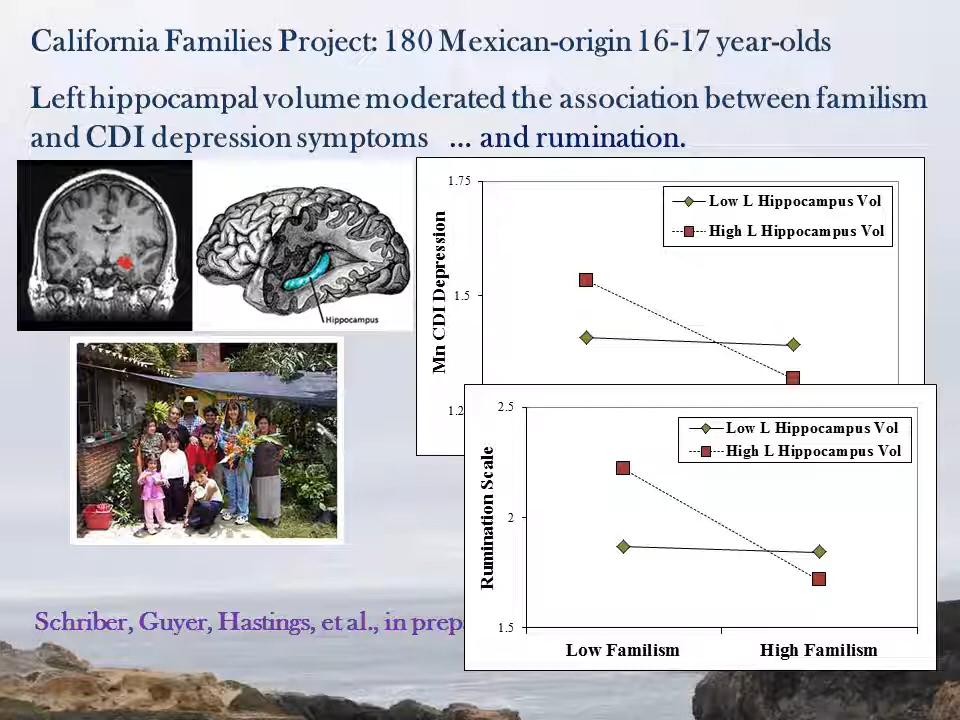 California Families Project: 180 Mexican-origin 16-17 year-olds
Left hippocampal volume moderated the association between familism
and CDI depression symptoms ... and rumination.
Hippocampus
1.75
Low L Hippocampus Vol
High L Hippocampus Vol
Mn CDI Depression
1.5
1.2
2.5
Low L Hippocampus Vol
High L Hippocampus Vol
Rumination Scale
2
1.5
Low Familism High Familism
Schriber, Guyer, Hastings, et al., in prep